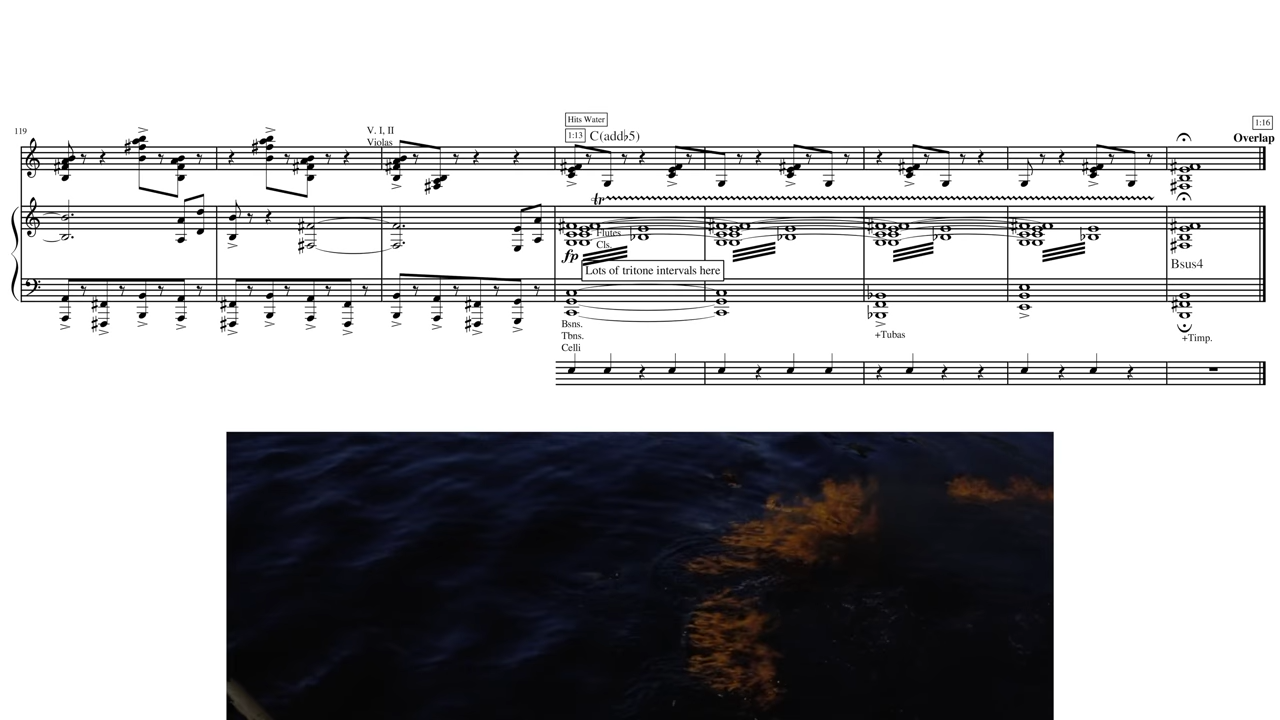 Hits Water
1:16
119
V. I, II
1:13
C(add♭5)
Overlap
Violas
tr
Flutes
Cls.
fp
Lots of tritone intervals here
Bsus4
Bsns.
Tbns.
Celli
+Tubas
+Timp.